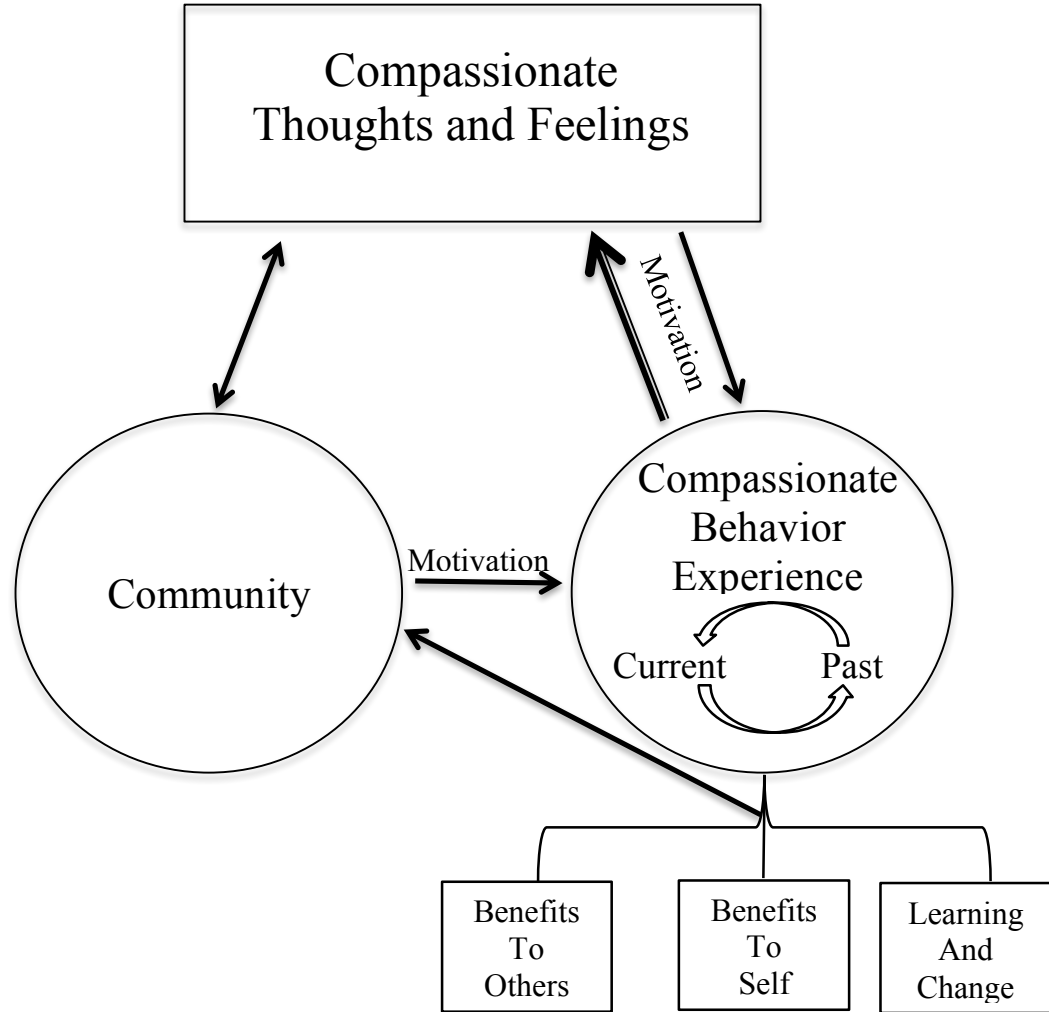 Compassionate
Thoughts and Feelings
Motivation
Community
Motivation
Compassionate
Behavior
Experience
Current Past
Benefits
To
Others
Benefits
To
Self
Learning
And
Change